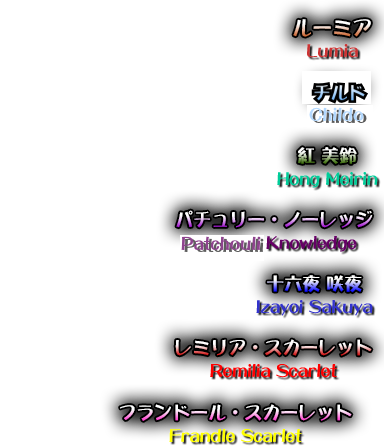 ルーミア
Lumia
チルド
Childo
紅 美鈴
Hong Meirin
パチュリー・ノーレッジ
Patchouli Knowledge
十六夜 咲夜
Izayoi Sakuya
レミリア・スカーレット
Remilia Scarlet
フランドール・スカーレット
Frandle Scarlet